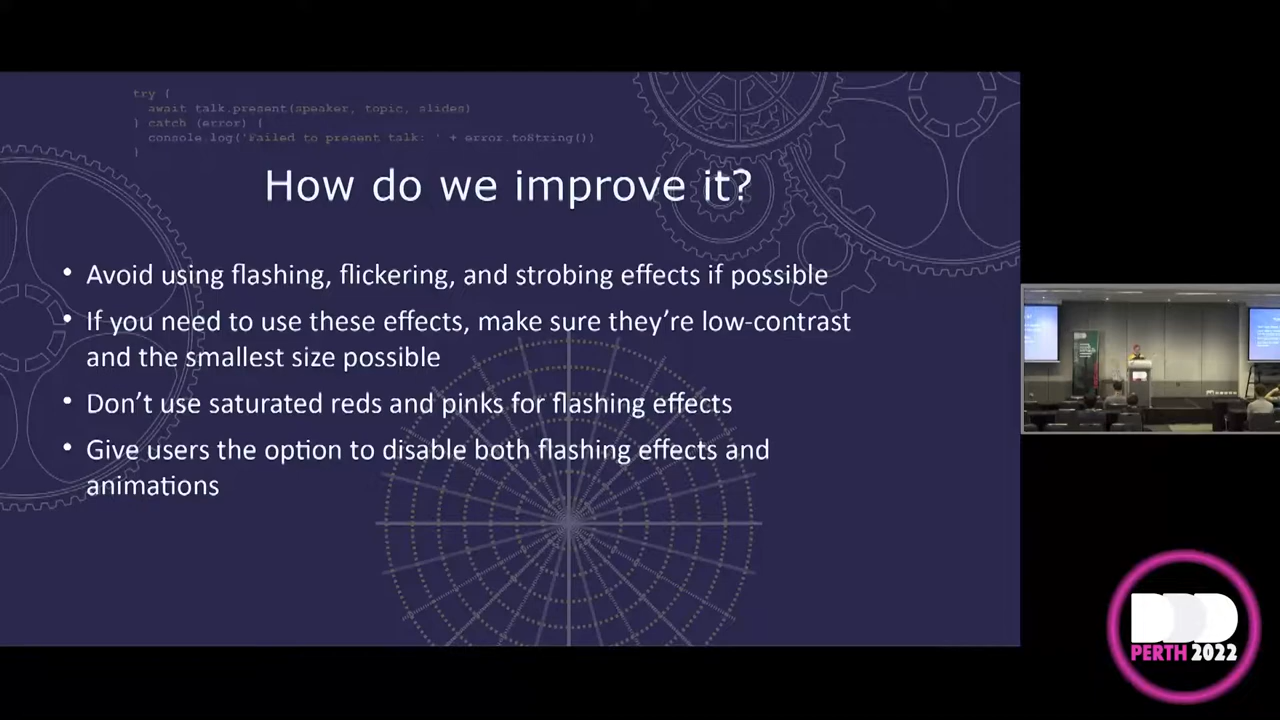 try {
await talk.present(speaker, topic, slides)
} catch (error) {
console.log('Failed to present talk: ' + error.toString())
}
How do we improve it?
• Avoid using flashing, flickering, and strobing effects if possible
• If you need to use these effects, make sure they’re low-contrast
and the smallest size possible
• Don’t use saturated reds and pinks for flashing effects
• Give users the option to disable both flashing effects and
animations
DDD
PERTH 2022